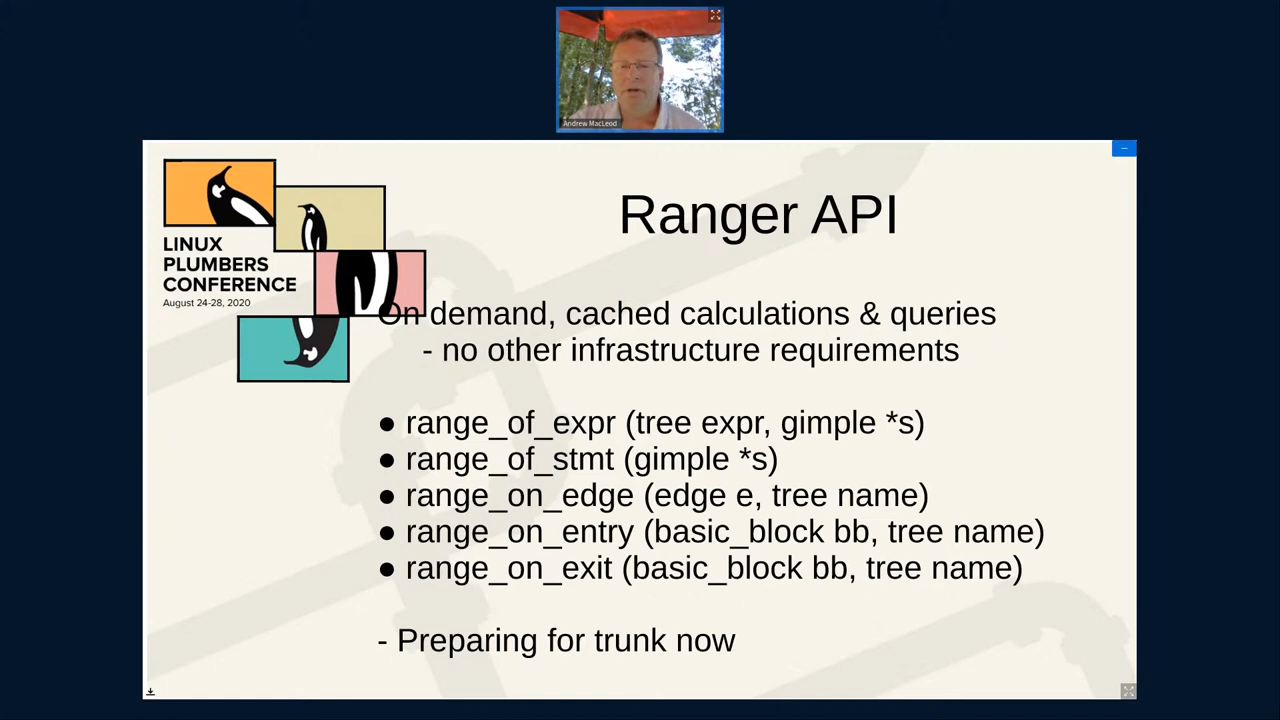 Andrew MacLeod
LINUX
PLUMBERS
CONFERENCE
August 24-28, 2020
Ranger API
On demand, cached calculations & queries
- no other infrastructure requirements
● range_of_expr (tree expr, gimple *s)
● range_of_stmt (gimple *s)
● range_on_edge (edge e, tree name)
● range_on_entry (basic_block bb, tree name)
● range_on_exit (basic_block bb, tree name)
- Preparing for trunk now